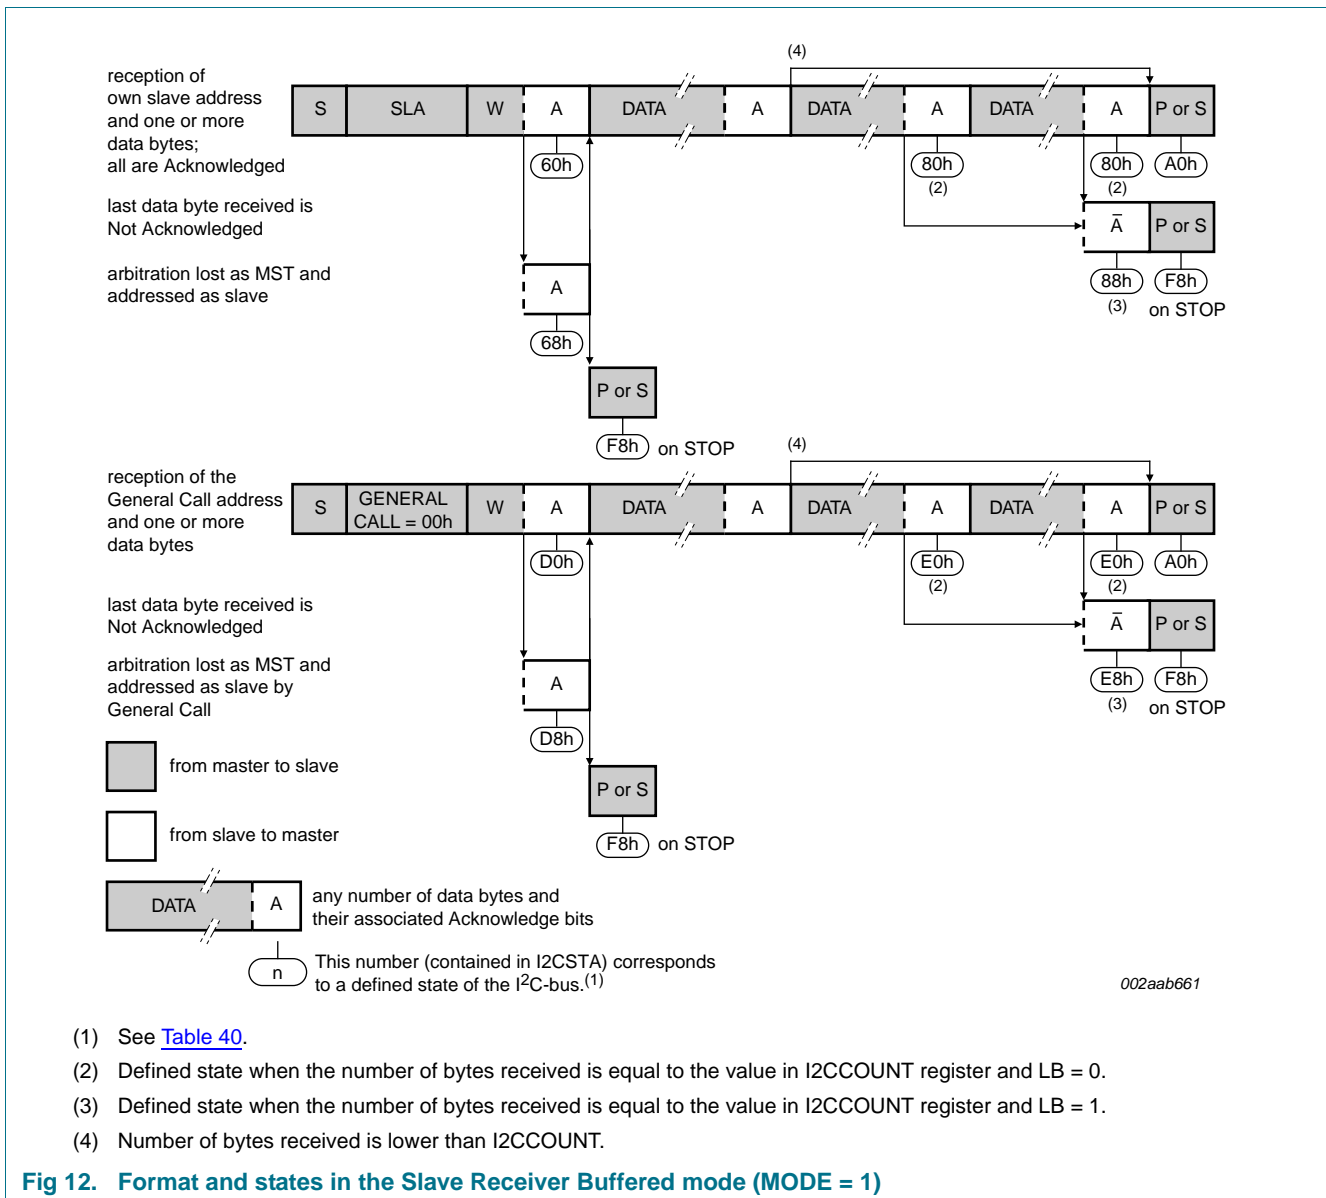 (4)
reception of
own slave address
and one or more
data bytes;
all are Acknowledged
S SLA W A DATA A DATA A DATA A P or S
60h 80h 80h A0h
(2) (2)
last data byte received is
Not Acknowledged
A̅ P or S
88h F8h
(3) on STOP
arbitration lost as MST and
addressed as slave
A
68h
P or S
F8h on STOP
(4)
reception of the
General Call address
and one or more
data bytes
S GENERAL CALL = 00h W A DATA A DATA A DATA A P or S
D0h E0h E0h A0h
(2) (2)
last data byte received is
Not Acknowledged
A̅ P or S
E8h F8h
(3) on STOP
arbitration lost as MST and
addressed as slave by
General Call
A
D8h
P or S
F8h on STOP
from master to slave
from slave to master
DATA A
any number of data bytes and
their associated Acknowledge bits
n
This number (contained in I2CSTA) corresponds
to a defined state of the I²C-bus.(1)
002aab661
(1) See Table 40.
(2) Defined state when the number of bytes received is equal to the value in I2CCOUNT register and LB = 0.
(3) Defined state when the number of bytes received is equal to the value in I2CCOUNT register and LB = 1.
(4) Number of bytes received is lower than I2CCOUNT.
Fig 12. Format and states in the Slave Receiver Buffered mode (MODE = 1)